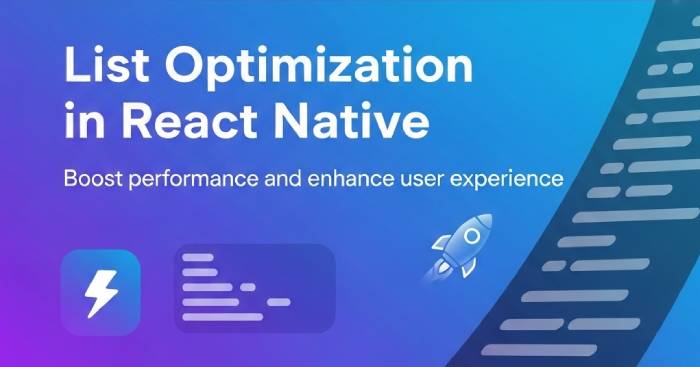 List Optimization
in React Native
Boost performance and enhance user experience